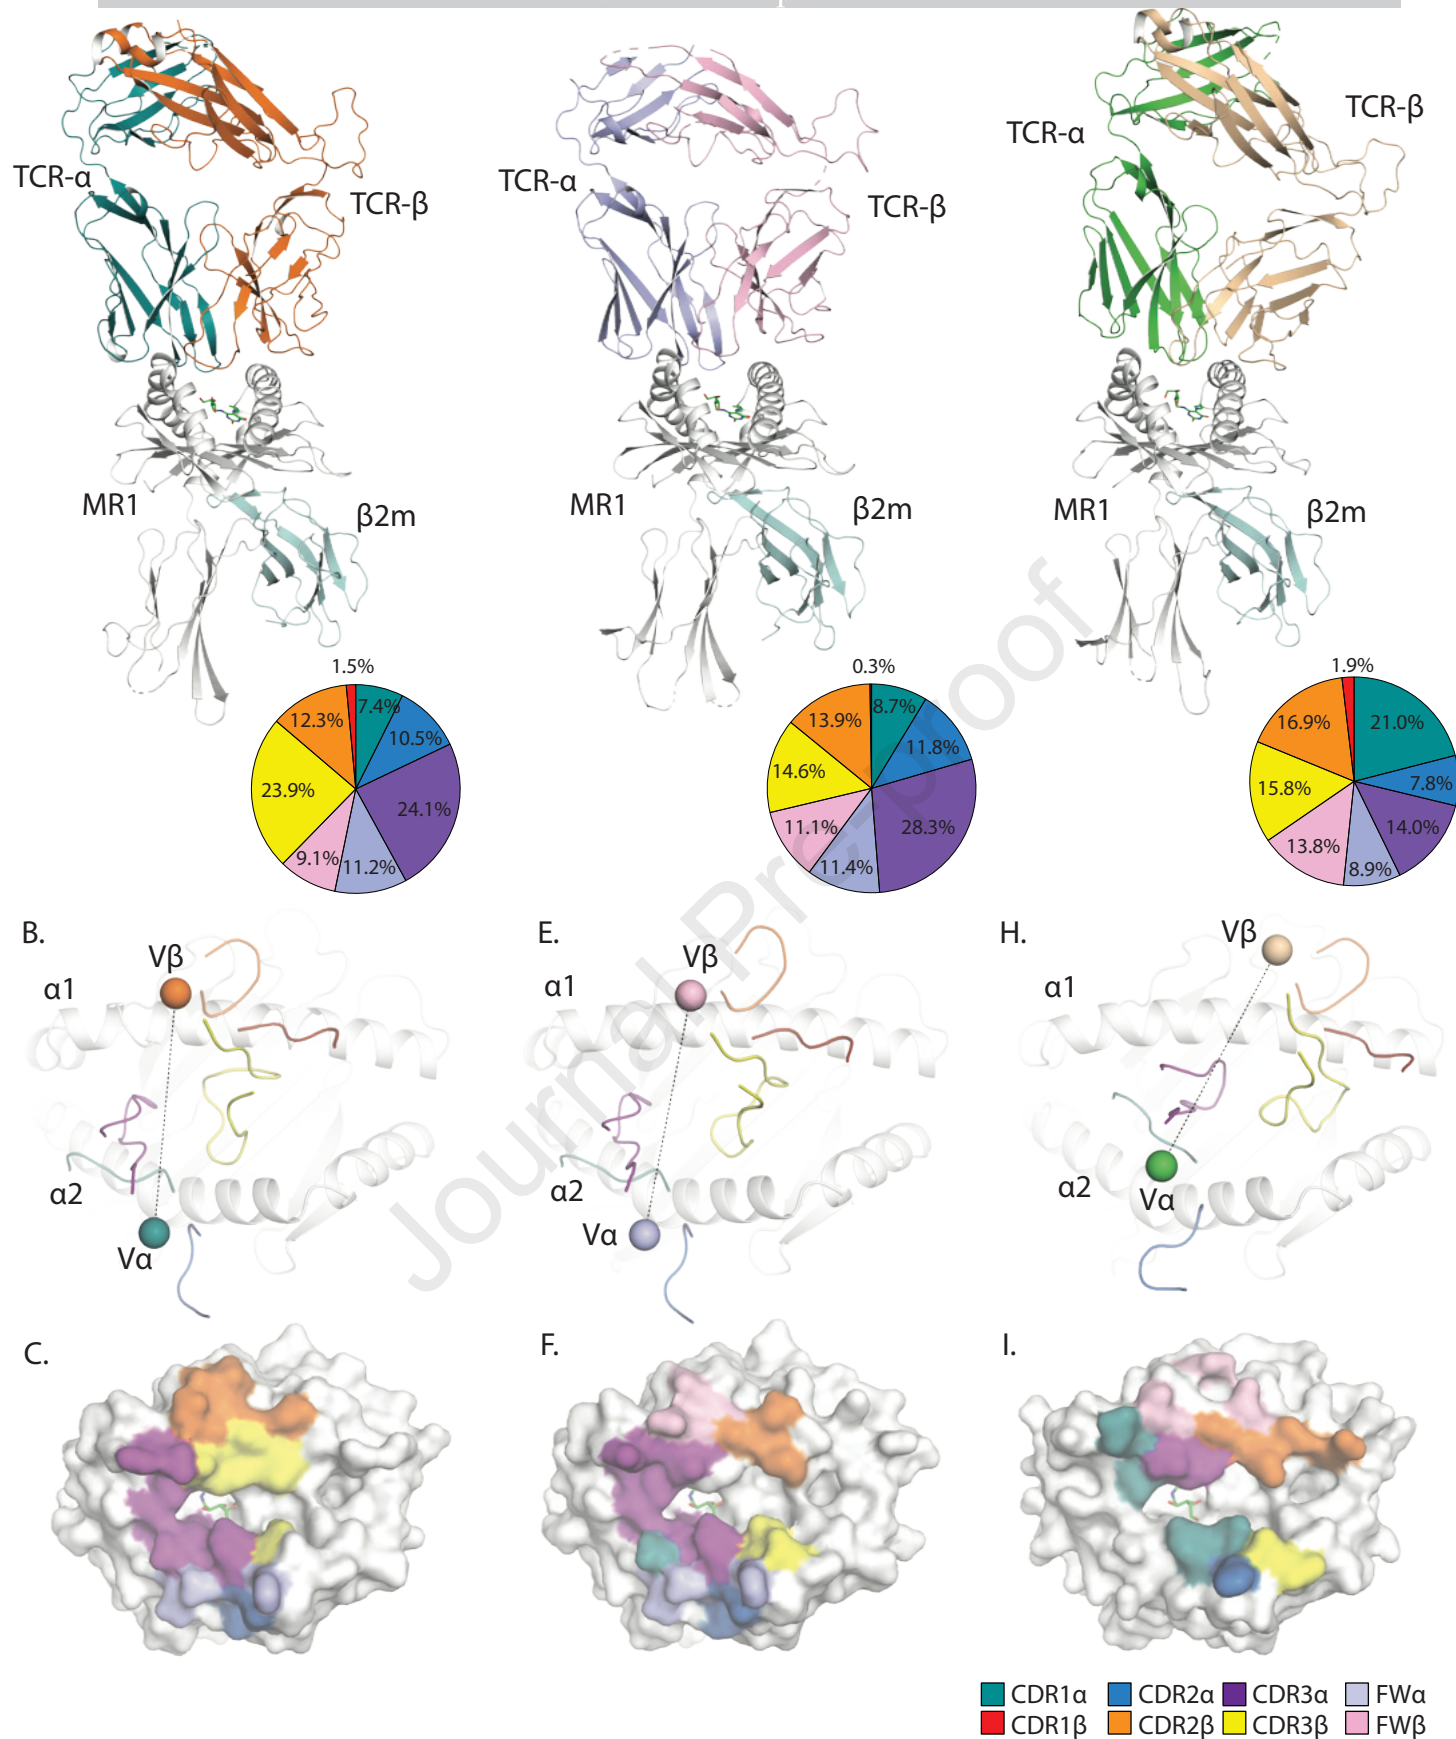 TCR-α
TCR-β
TCR-α
TCR-β
TCR-α
TCR-β
MR1
β2m
MR1
β2m
MR1
β2m
1.5%
7.4%
10.5%
24.1%
11.2%
9.1%
23.9%
12.3%
0.3%
8.7%
11.8%
28.3%
11.4%
11.1%
14.6%
13.9%
1.9%
21.0%
7.8%
14.0%
8.9%
13.8%
15.8%
16.9%
Journal Pre-proof
B.
Vβ
α1
α2
Vα
E.
Vβ
α1
α2
Vα
H.
Vβ
α1
α2
Vα
C.
F.
I.
CDR1α CDR2α CDR3α FWα
CDR1β CDR2β CDR3β FWβ